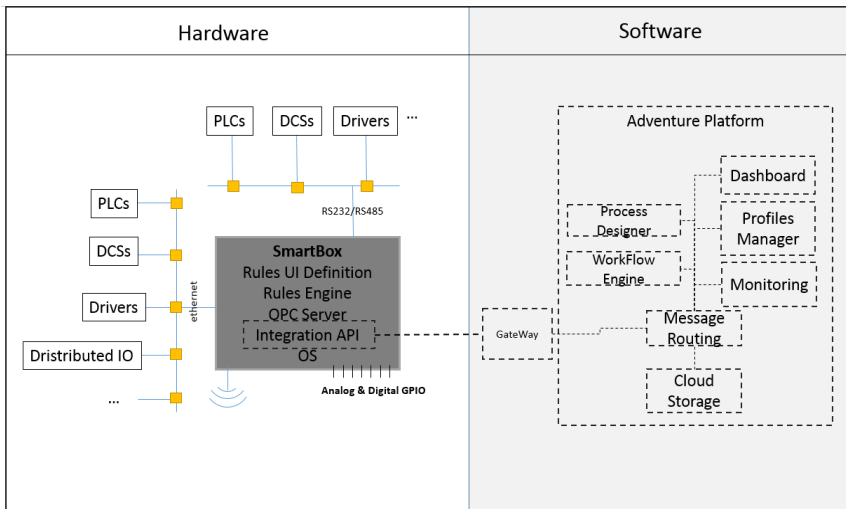 Hardware
Software
PLCs
DCSs
Drivers
...
RS232/RS485
PLCs
DCSs
Drivers
Dristributed IO
...
ethernet
SmartBox
Rules UI Definition
Rules Engine
OPC Server
Integration API
OS
Analog & Digital GPIO
GateWay
Adventure Platform
Dashboard
Process
Designer
Profiles
Manager
WorkFlow
Engine
Monitoring
Message
Routing
Cloud
Storage